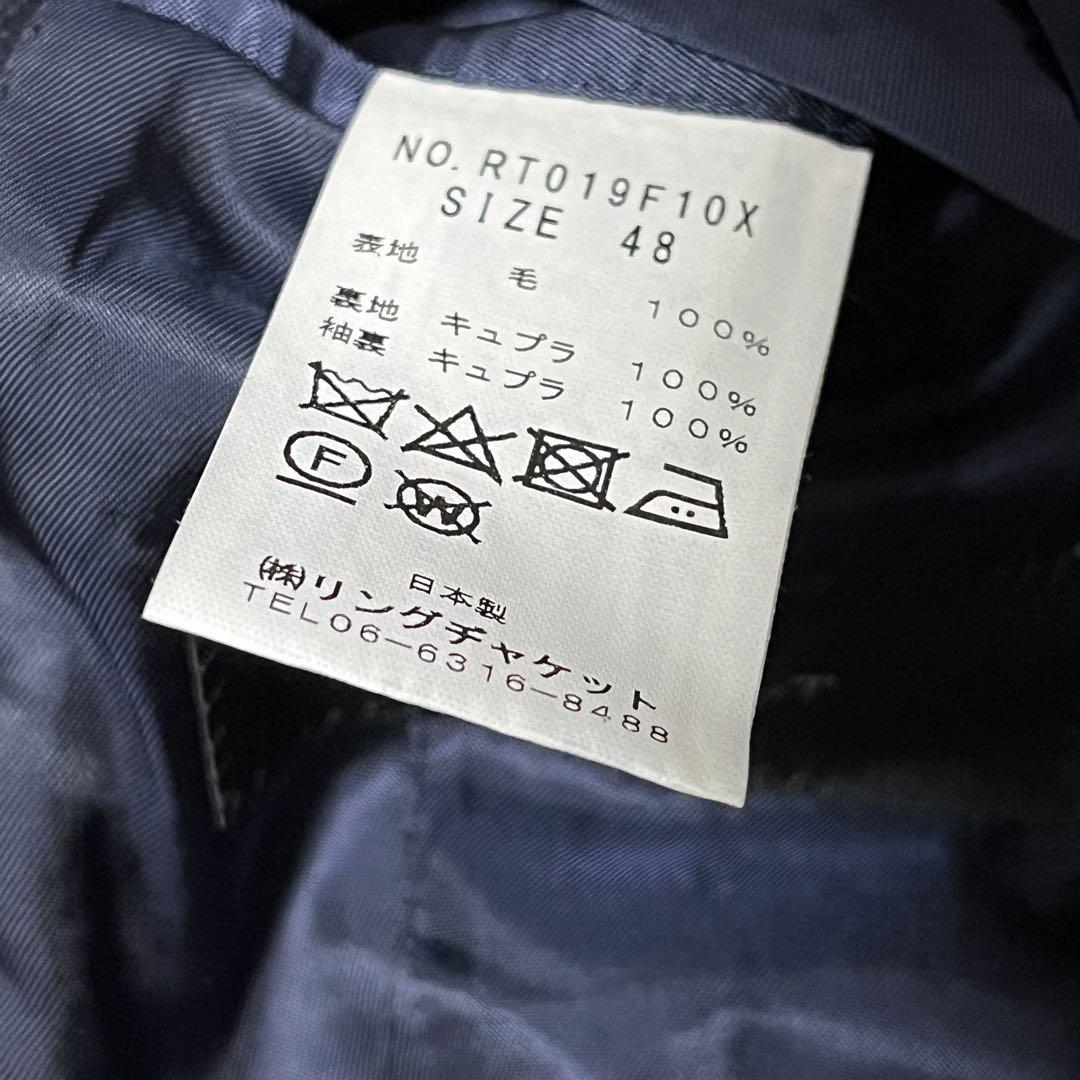 NO.RT019F10X
SIZE 48
表地 毛 100%
裏地 キュプラ 100%
袖裏 キュプラ 100%
F
W
日本製
㈱リングヂャケット
TEL06-6316-8488